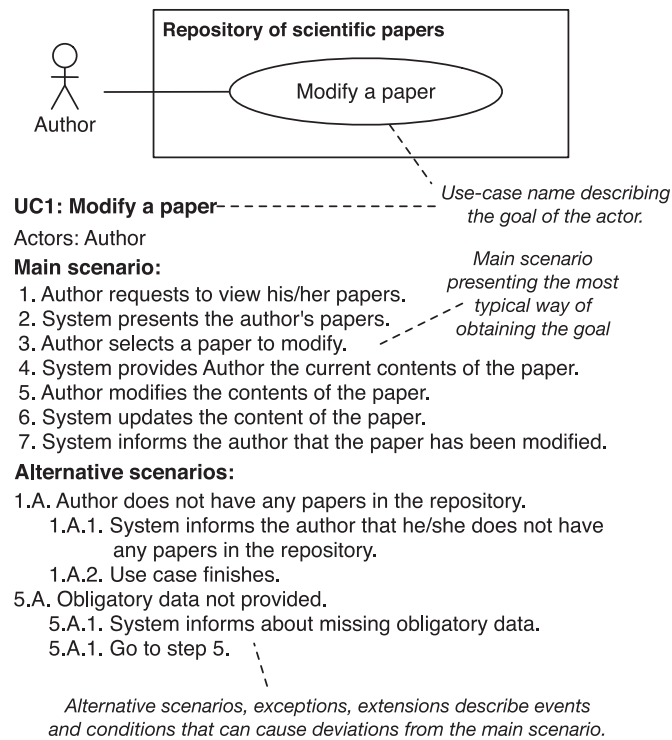 Repository of scientific papers
Modify a paper
Author
Use-case name describing
the goal of the actor.
UC1: Modify a paper
Actors: Author
Main scenario:
Main scenario
presenting the most
typical way of
obtaining the goal
1. Author requests to view his/her papers.
2. System presents the author's papers.
3. Author selects a paper to modify.
4. System provides Author the current contents of the paper.
5. Author modifies the contents of the paper.
6. System updates the content of the paper.
7. System informs the author that the paper has been modified.
Alternative scenarios:
1.A. Author does not have any papers in the repository.
1.A.1. System informs the author that he/she does not have
any papers in the repository.
1.A.2. Use case finishes.
5.A. Obligatory data not provided.
5.A.1. System informs about missing obligatory data.
5.A.1. Go to step 5.
Alternative scenarios, exceptions, extensions describe events
and conditions that can cause deviations from the main scenario.